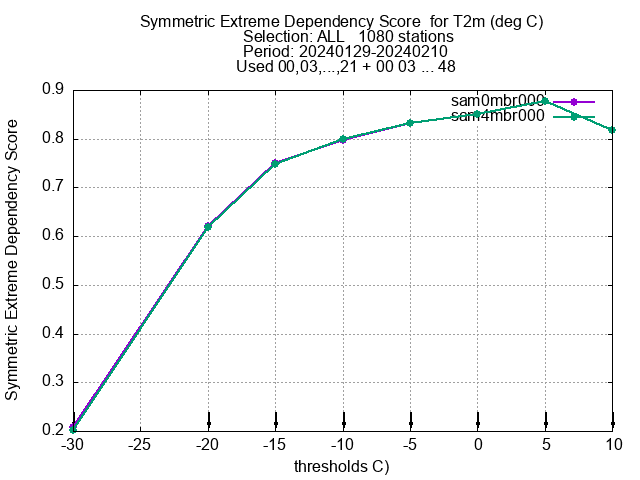 Symmetric Extreme Dependency Score  for T2m (deg C)
Selection: ALL   1080 stations
Period: 20240129-20240210
Used 00,03,...,21 + 00 03 ... 48
sam0mbr000
sam4mbr000
Symmetric Extreme Dependency Score
0.9
0.8
0.7
0.6
0.5
0.4
0.3
0.2
-30 -25 -20 -15 -10 -5 0 5 10
thresholds C)